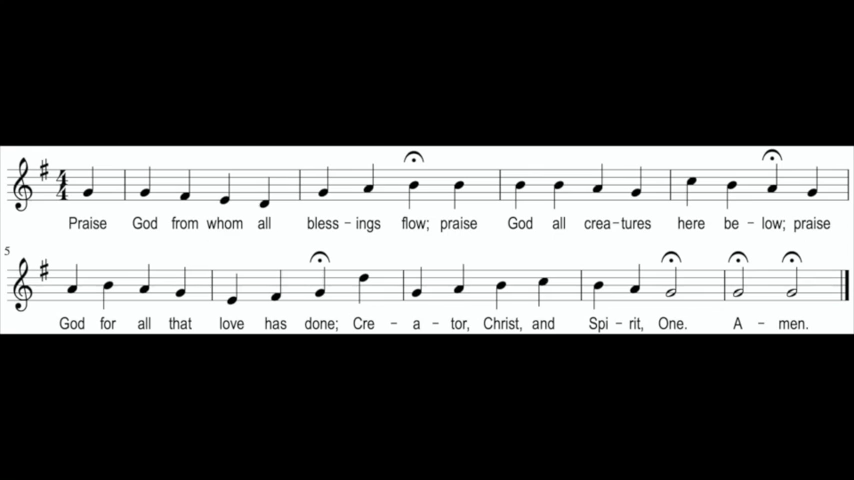 Praise God from whom all bless-ings flow; praise God all crea-tures here be-low; praise
5
God for all that love has done; Cre-a-tor, Christ, and Spi-rit, One. A-men.